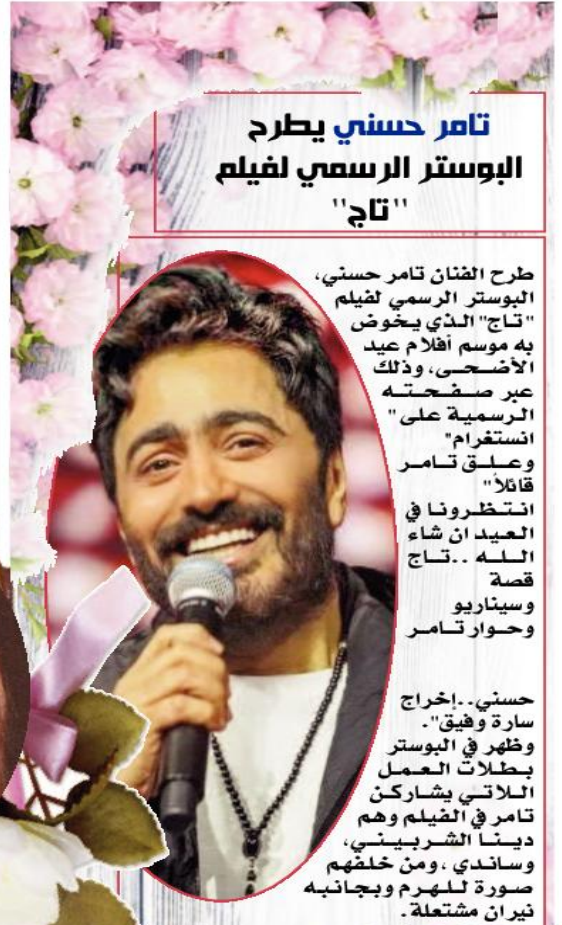 تامر حسني يطرح
البوستر الرسمي لفيلم
"تاج"
طرح الفنان تامر حسني،
البوستر الرسمي لفيلم
"تاج" الذي يخوض
به موسم أفلام عيد
الأضحى، وذلك
عبر صفحته
الرسمية على "
انستغرام"
وعلق تامر
قائلاً "
انتظرونا في
العيد ان شاء
الله ..تاج
قصة
وسيناريو
وحوار تامر
حسني..إخراج
سارة وفيق".
وظهر في البوستر
بطلات العمل
اللاتي يشاركن
تامر في الفيلم وهم
دينا الشربيني،
وساندي ،ومن خلفهم
صورة للهرم وبجانبه
نيران مشتعلة.